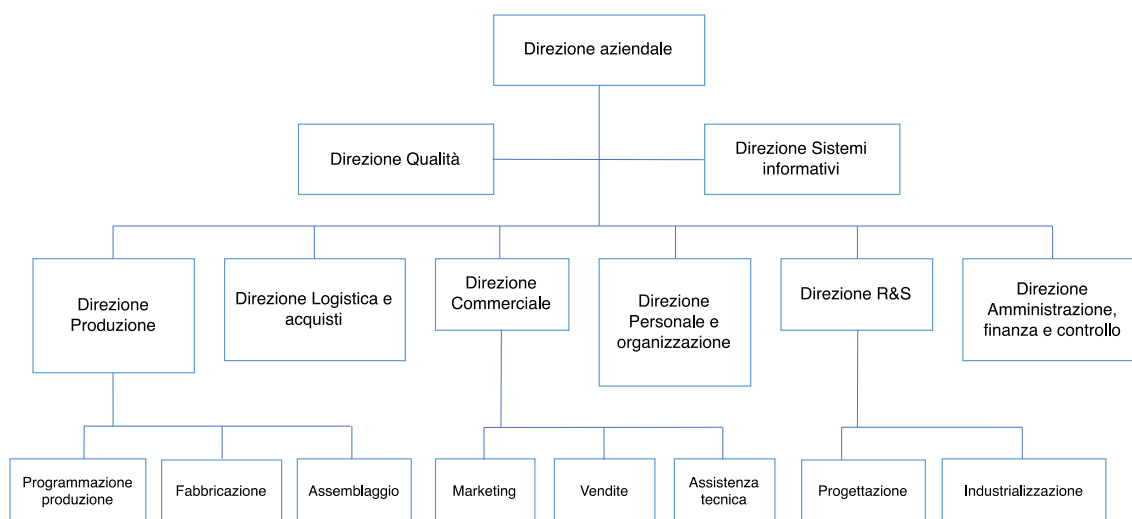 Direzione aziendale
Direzione Qualità
Direzione Sistemi
informativi
Direzione
Produzione
Direzione Logistica e
acquisti
Direzione
Commerciale
Direzione
Personale e
organizzazione
Direzione R&S
Direzione
Amministrazione,
finanza e controllo
Programmazione
produzione
Fabbricazione
Assemblaggio
Marketing
Vendite
Assistenza
tecnica
Progettazione
Industrializzazione